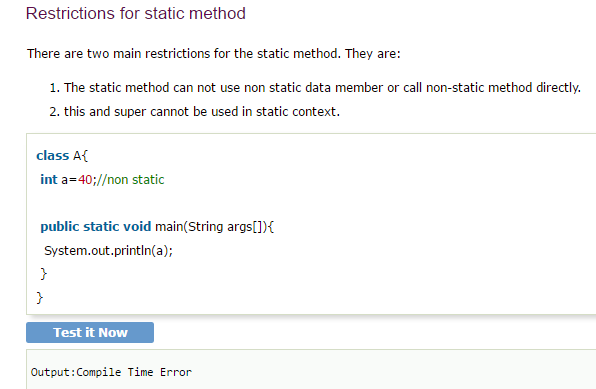 Restrictions for static method
There are two main restrictions for the static method. They are:
1. The static method can not use non static data member or call non-static method directly.
2. this and super cannot be used in static context.
class A{
int a=40;//non static
public static void main(String args[]){
System.out.println(a);
}
}
Test it Now
Output:Compile Time Error